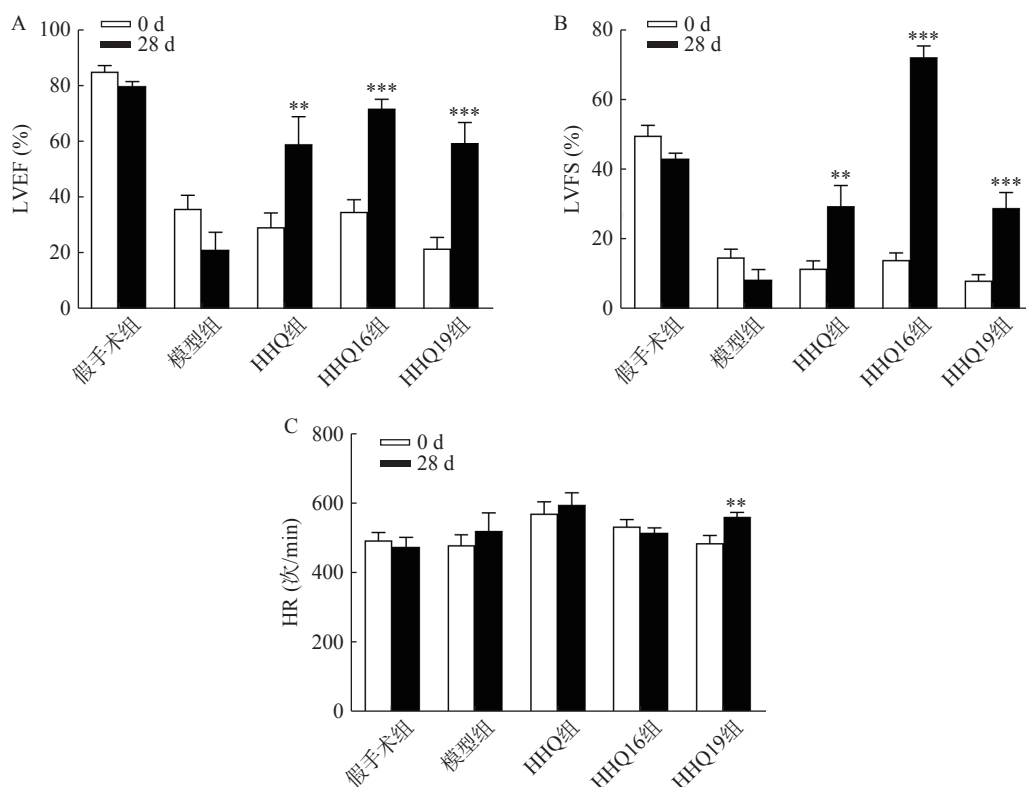 A
0 d
28 d
LVEF (%)
100
80
60
40
20
0
**
***
***
假手术组
模型组
HHQ组
HHQ16组
HHQ19组
B
0 d
28 d
LVFS (%)
80
60
40
20
0
**
***
***
假手术组
模型组
HHQ组
HHQ16组
HHQ19组
C
0 d
28 d
HR (次/min)
800
600
400
200
0
**
假手术组
模型组
HHQ组
HHQ16组
HHQ19组